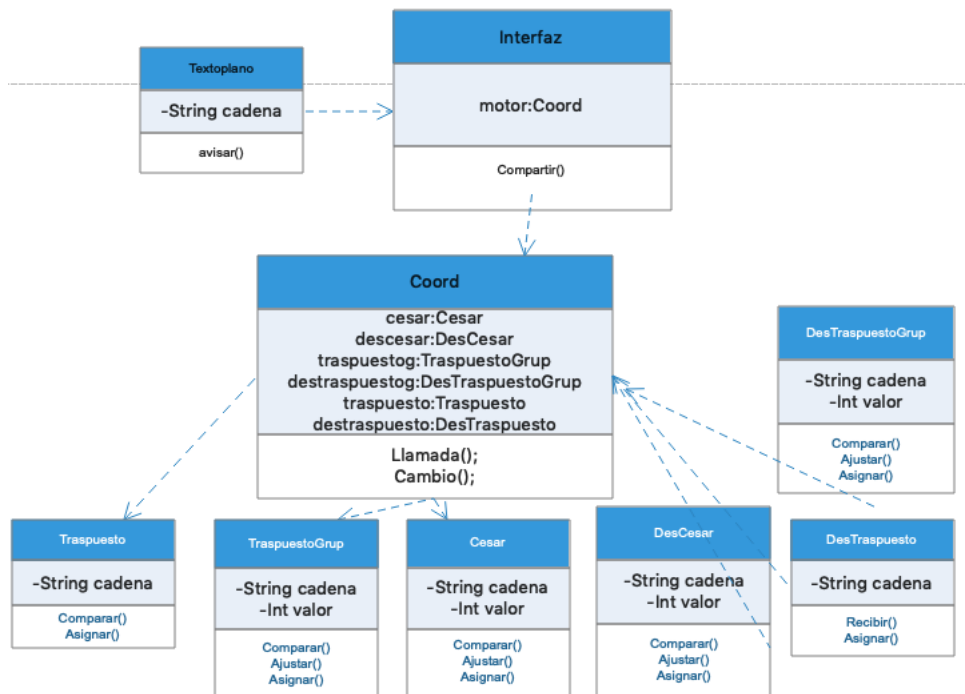 Interfaz
motor:Coord
Compartir()
Textoplano
-String cadena
avisar()
Coord
cesar:Cesar
descesar:DesCesar
traspuestog:TraspuestoGrup
destraspuestog:DesTraspuestoGrup
traspuesto:Traspuesto
destraspuesto:DesTraspuesto
Llamada();
Cambio();
DesTraspuestoGrup
-String cadena
-Int valor
Comparar()
Ajustar()
Asignar()
Traspuesto
-String cadena
Comparar()
Asignar()
TraspuestoGrup
-String cadena
-Int valor
Comparar()
Ajustar()
Asignar()
Cesar
-String cadena
-Int valor
Comparar()
Ajustar()
Asignar()
DesCesar
-String cadena
-Int valor
Comparar()
Ajustar()
Asignar()
DesTraspuesto
-String cadena
Recibir()
Asignar()